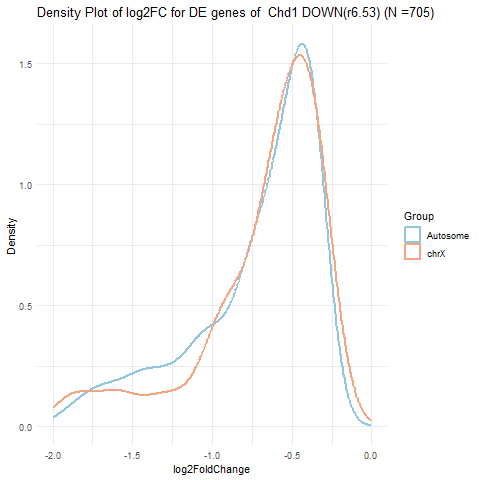 Density Plot of log2FC for DE genes of  Chd1 DOWN(r6.53) (N =705)
1.5
1.0
0.5
0.0
Density
-2.0
-1.5
-1.0
-0.5
0.0
log2FoldChange
Group
Autosome
chrX